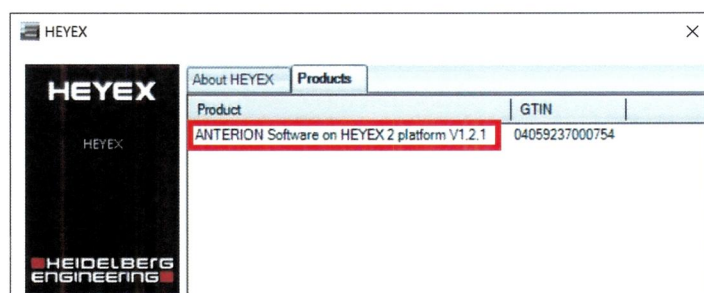 HEYEX
About HEYEX Products
HEYEX
Product GTIN
ANTERION Software on HEYEX 2 platform V1.2.1 04059237000754
HEYEX
HEIDELBERG
ENGINEERING